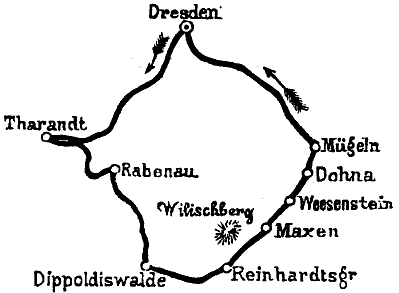 Dresden
Tharandt
Mügeln
Rabenau
Dohna
Weesenstein
Wilischberg
Maxen
Dippoldiswalde
Reinhardtsgr